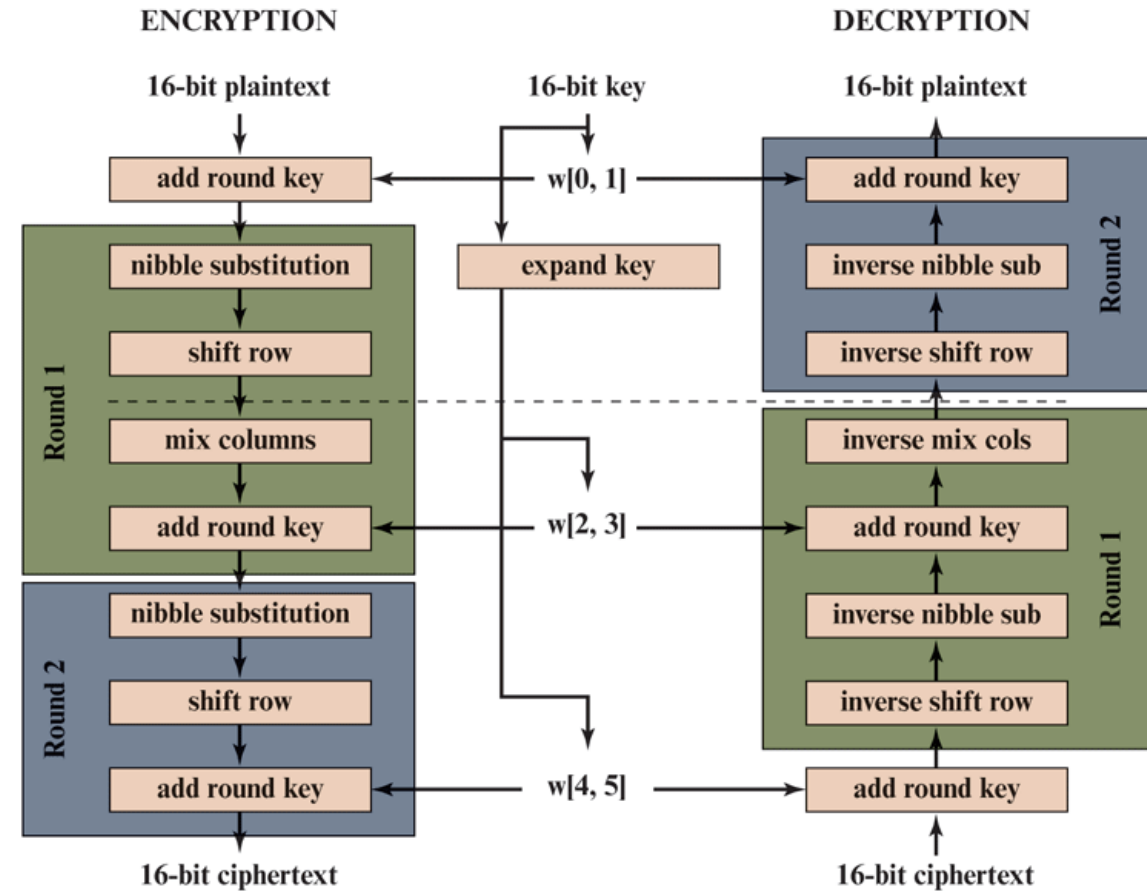 ENCRYPTION
DECRYPTION
16-bit plaintext
16-bit key
16-bit plaintext
add round key
w[0, 1]
add round key
nibble substitution
expand key
inverse nibble sub
Round 2
shift row
inverse shift row
Round 1
mix columns
inverse mix cols
add round key
w[2, 3]
add round key
Round 1
nibble substitution
inverse nibble sub
shift row
inverse shift row
Round 2
add round key
w[4, 5]
add round key
16-bit ciphertext
16-bit ciphertext